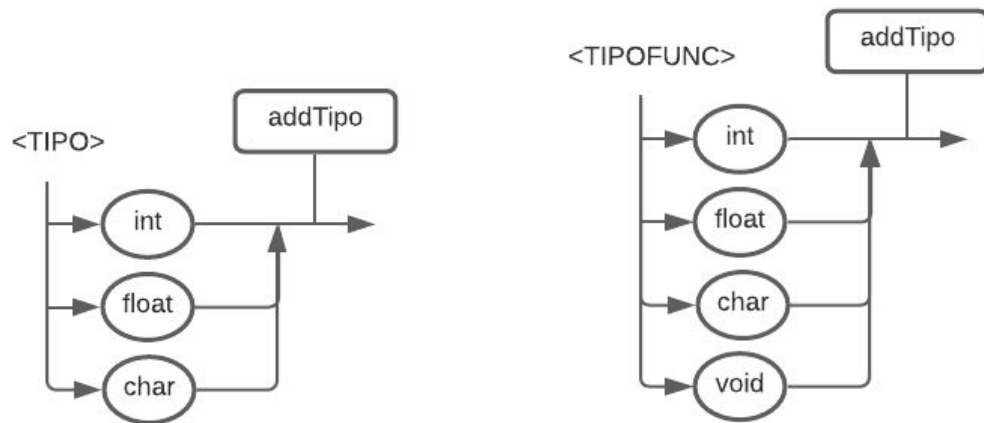 <TIPO>
addTipo
int
float
char
<TIPOFUNC>
addTipo
int
float
char
void